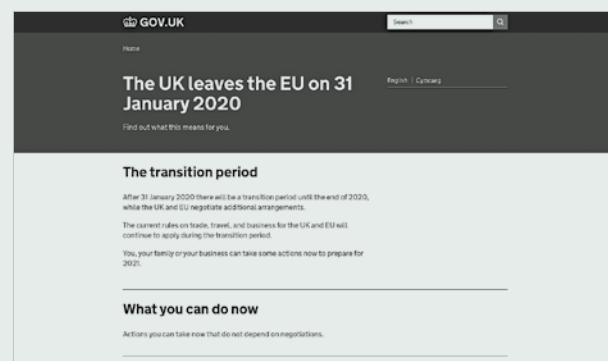 GOV.UK
Search
Home
The UK leaves the EU on 31
January 2020
English | Cymraeg
Find out what this means for you.
The transition period
After 31 January 2020 there will be a transition period until the end of 2020,
while the UK and EU negotiate additional arrangements.
The current rules on trade, travel, and business for the UK and EU will
continue to apply during the transition period.
You, your family or your business can take some actions now to prepare for
2021.
What you can do now
Actions you can take now that do not depend on negotiations.